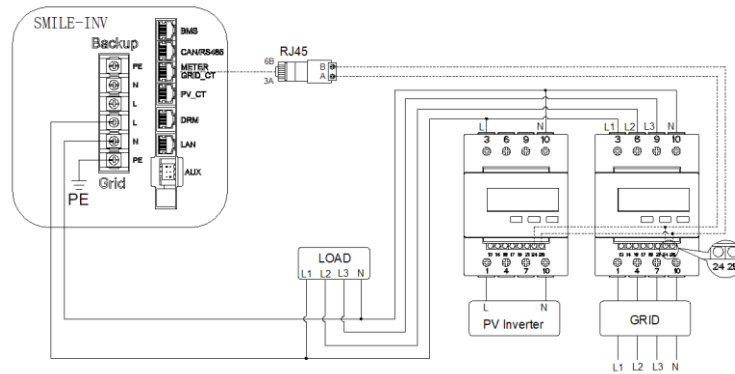 SMILE-INV
Backup
PE
N
L
L
N
PE
Grid
PE
BMS
CAN/RS485
METER
GRID_CT
PV_CT
DRM
LAN
AUX
RJ45
6B
3A
B
A
L
N
3 6 9 10
L1 L2 L3 N
3 6 9 10
24 25
1 4 7 10
1 4 7 10
L N
PV Inverter
GRID
L1 L2 L3 N
LOAD
L1 L2 L3 N